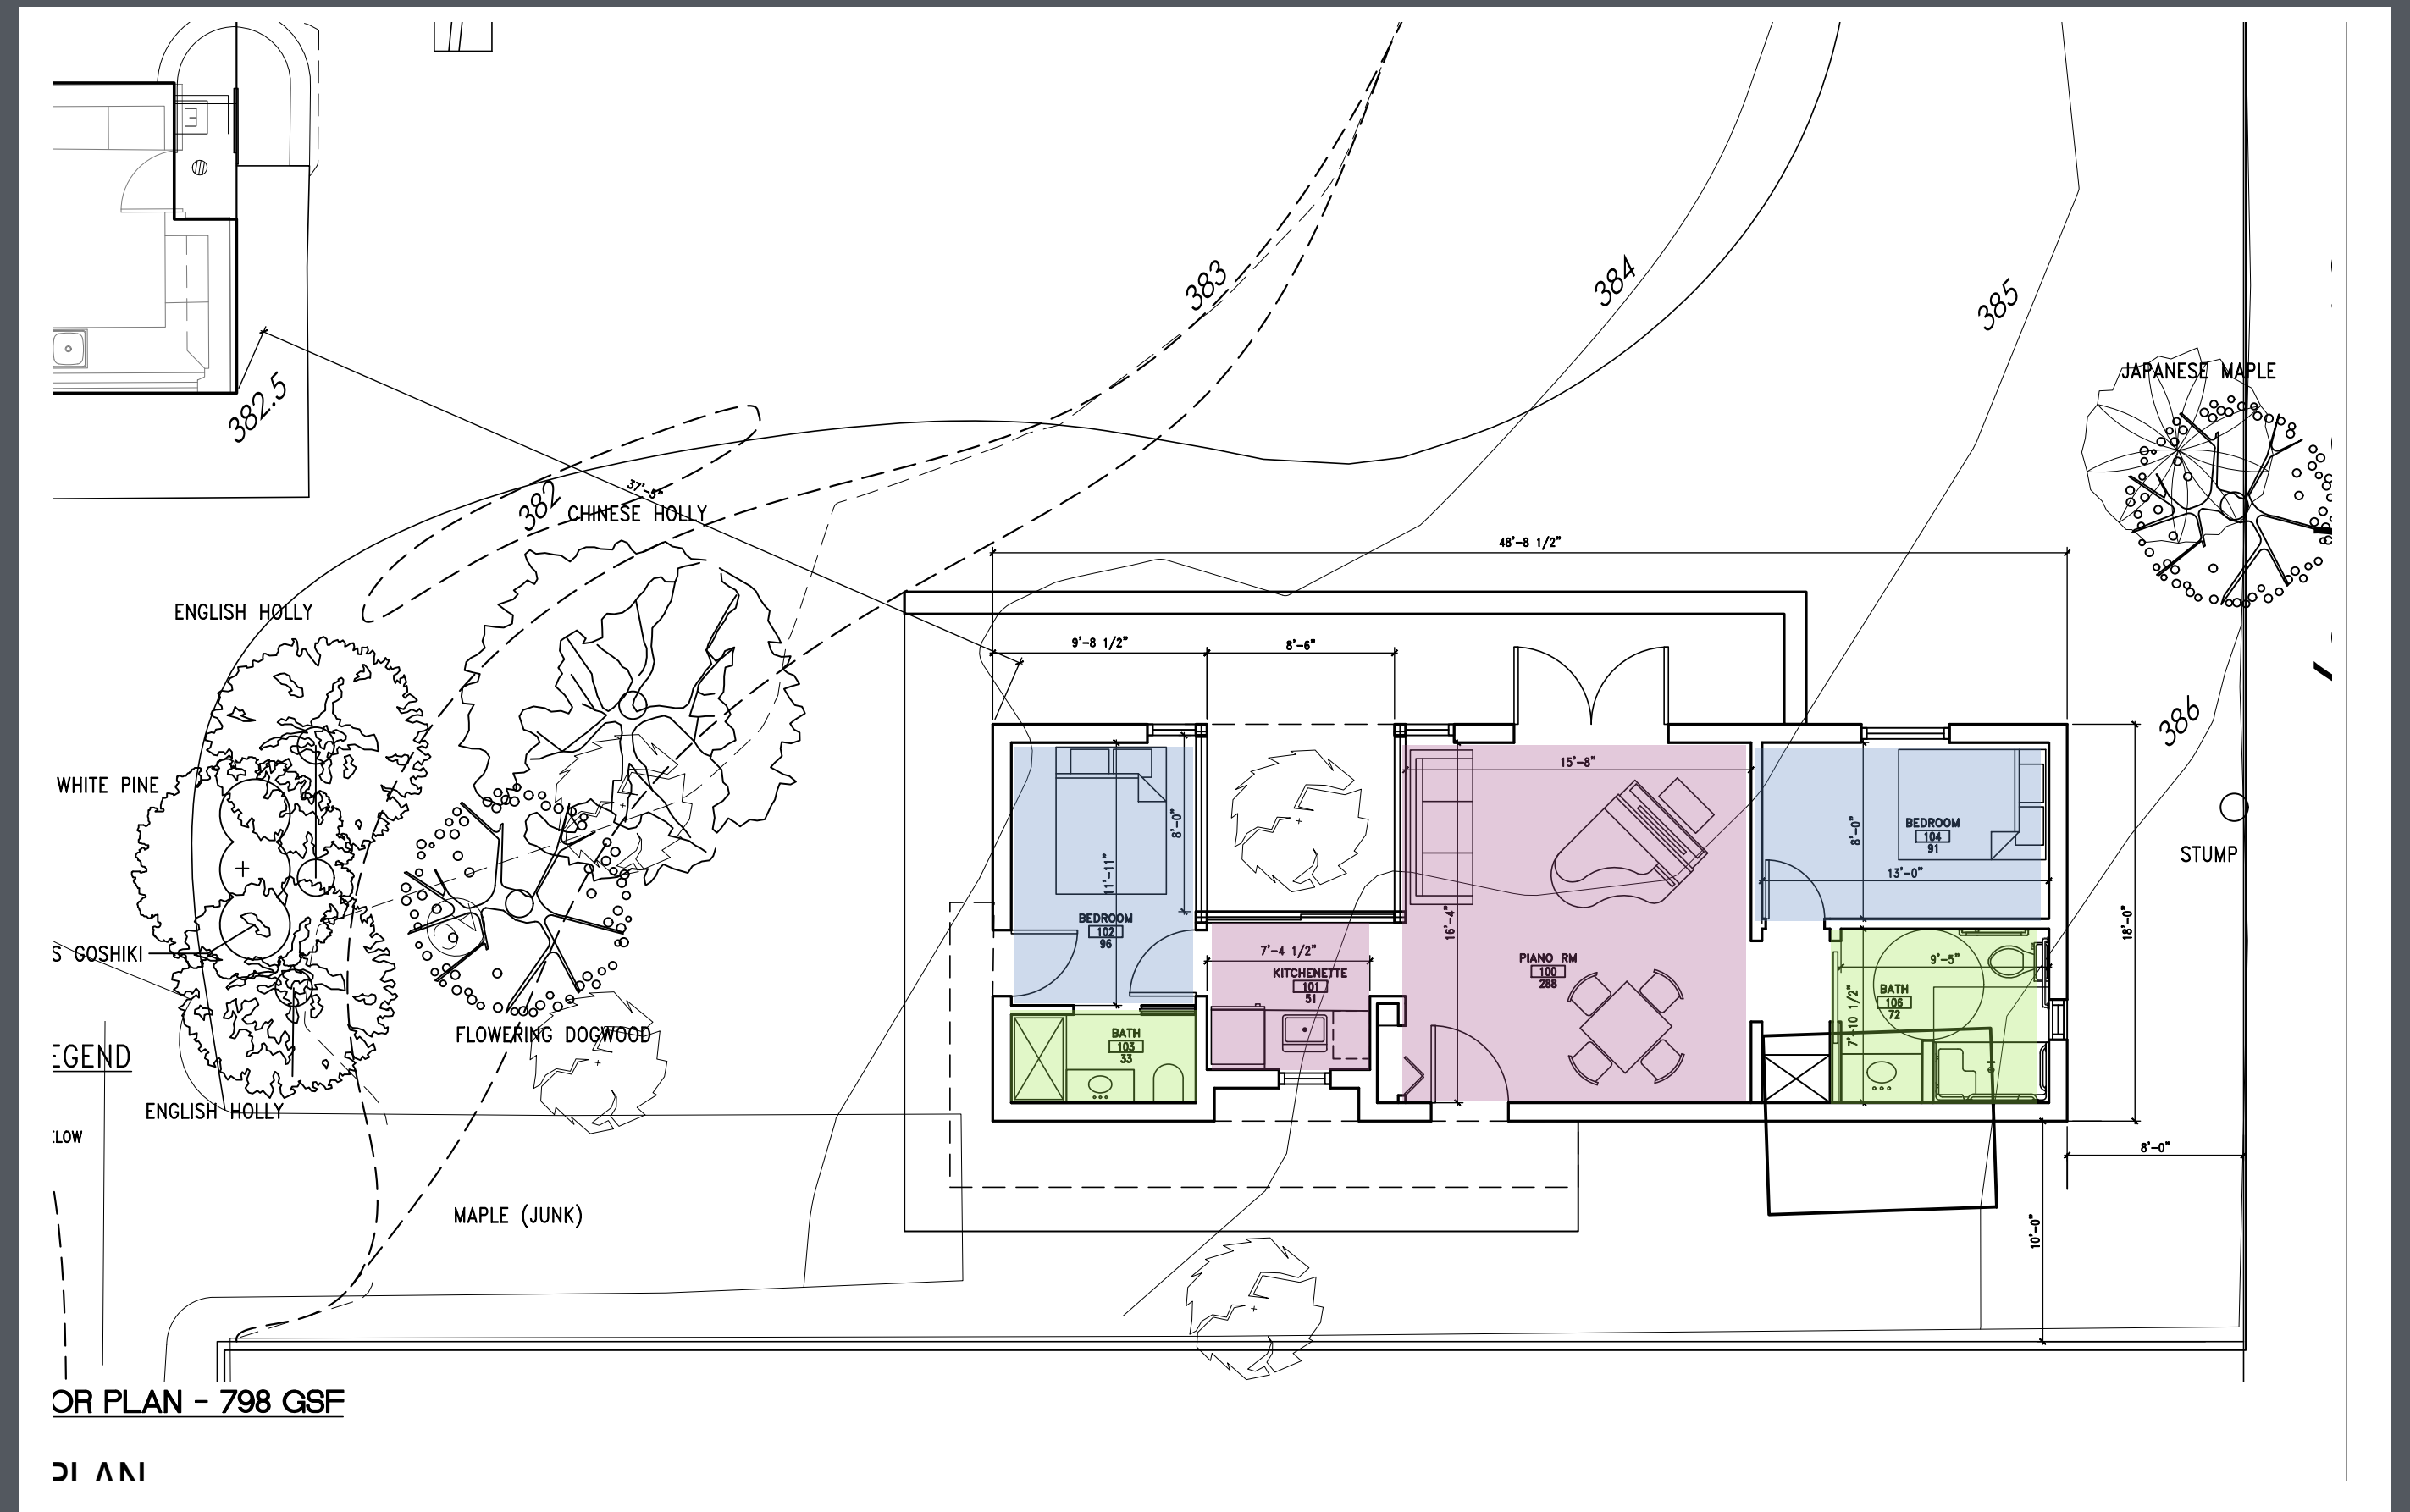 383
384
385
JAPANESE MAPLE
382.5
37'-5"
382
CHINESE HOLLY
48'-8 1/2"
ENGLISH HOLLY
9'-8 1/2"
8'-6"
386
WHITE PINE
15'-8"
8'-0"
8'-0"
BEDROOM
104
91
STUMP
11'-11"
13'-0"
BEDROOM
102
96
16'-4"
18'-0"
S GOSHIKI
7'-4 1/2"
KITCHENETTE
101
51
PIANO RM
100
288
9'-5"
BATH
106
72
7'-10 1/2"
FLOWERING DOGWOOD
BATH
103
33
EGEND
ENGLISH HOLLY
LOW
8'-0"
MAPLE (JUNK)
10'-0"
OR PLAN - 798 GSF
PLAN